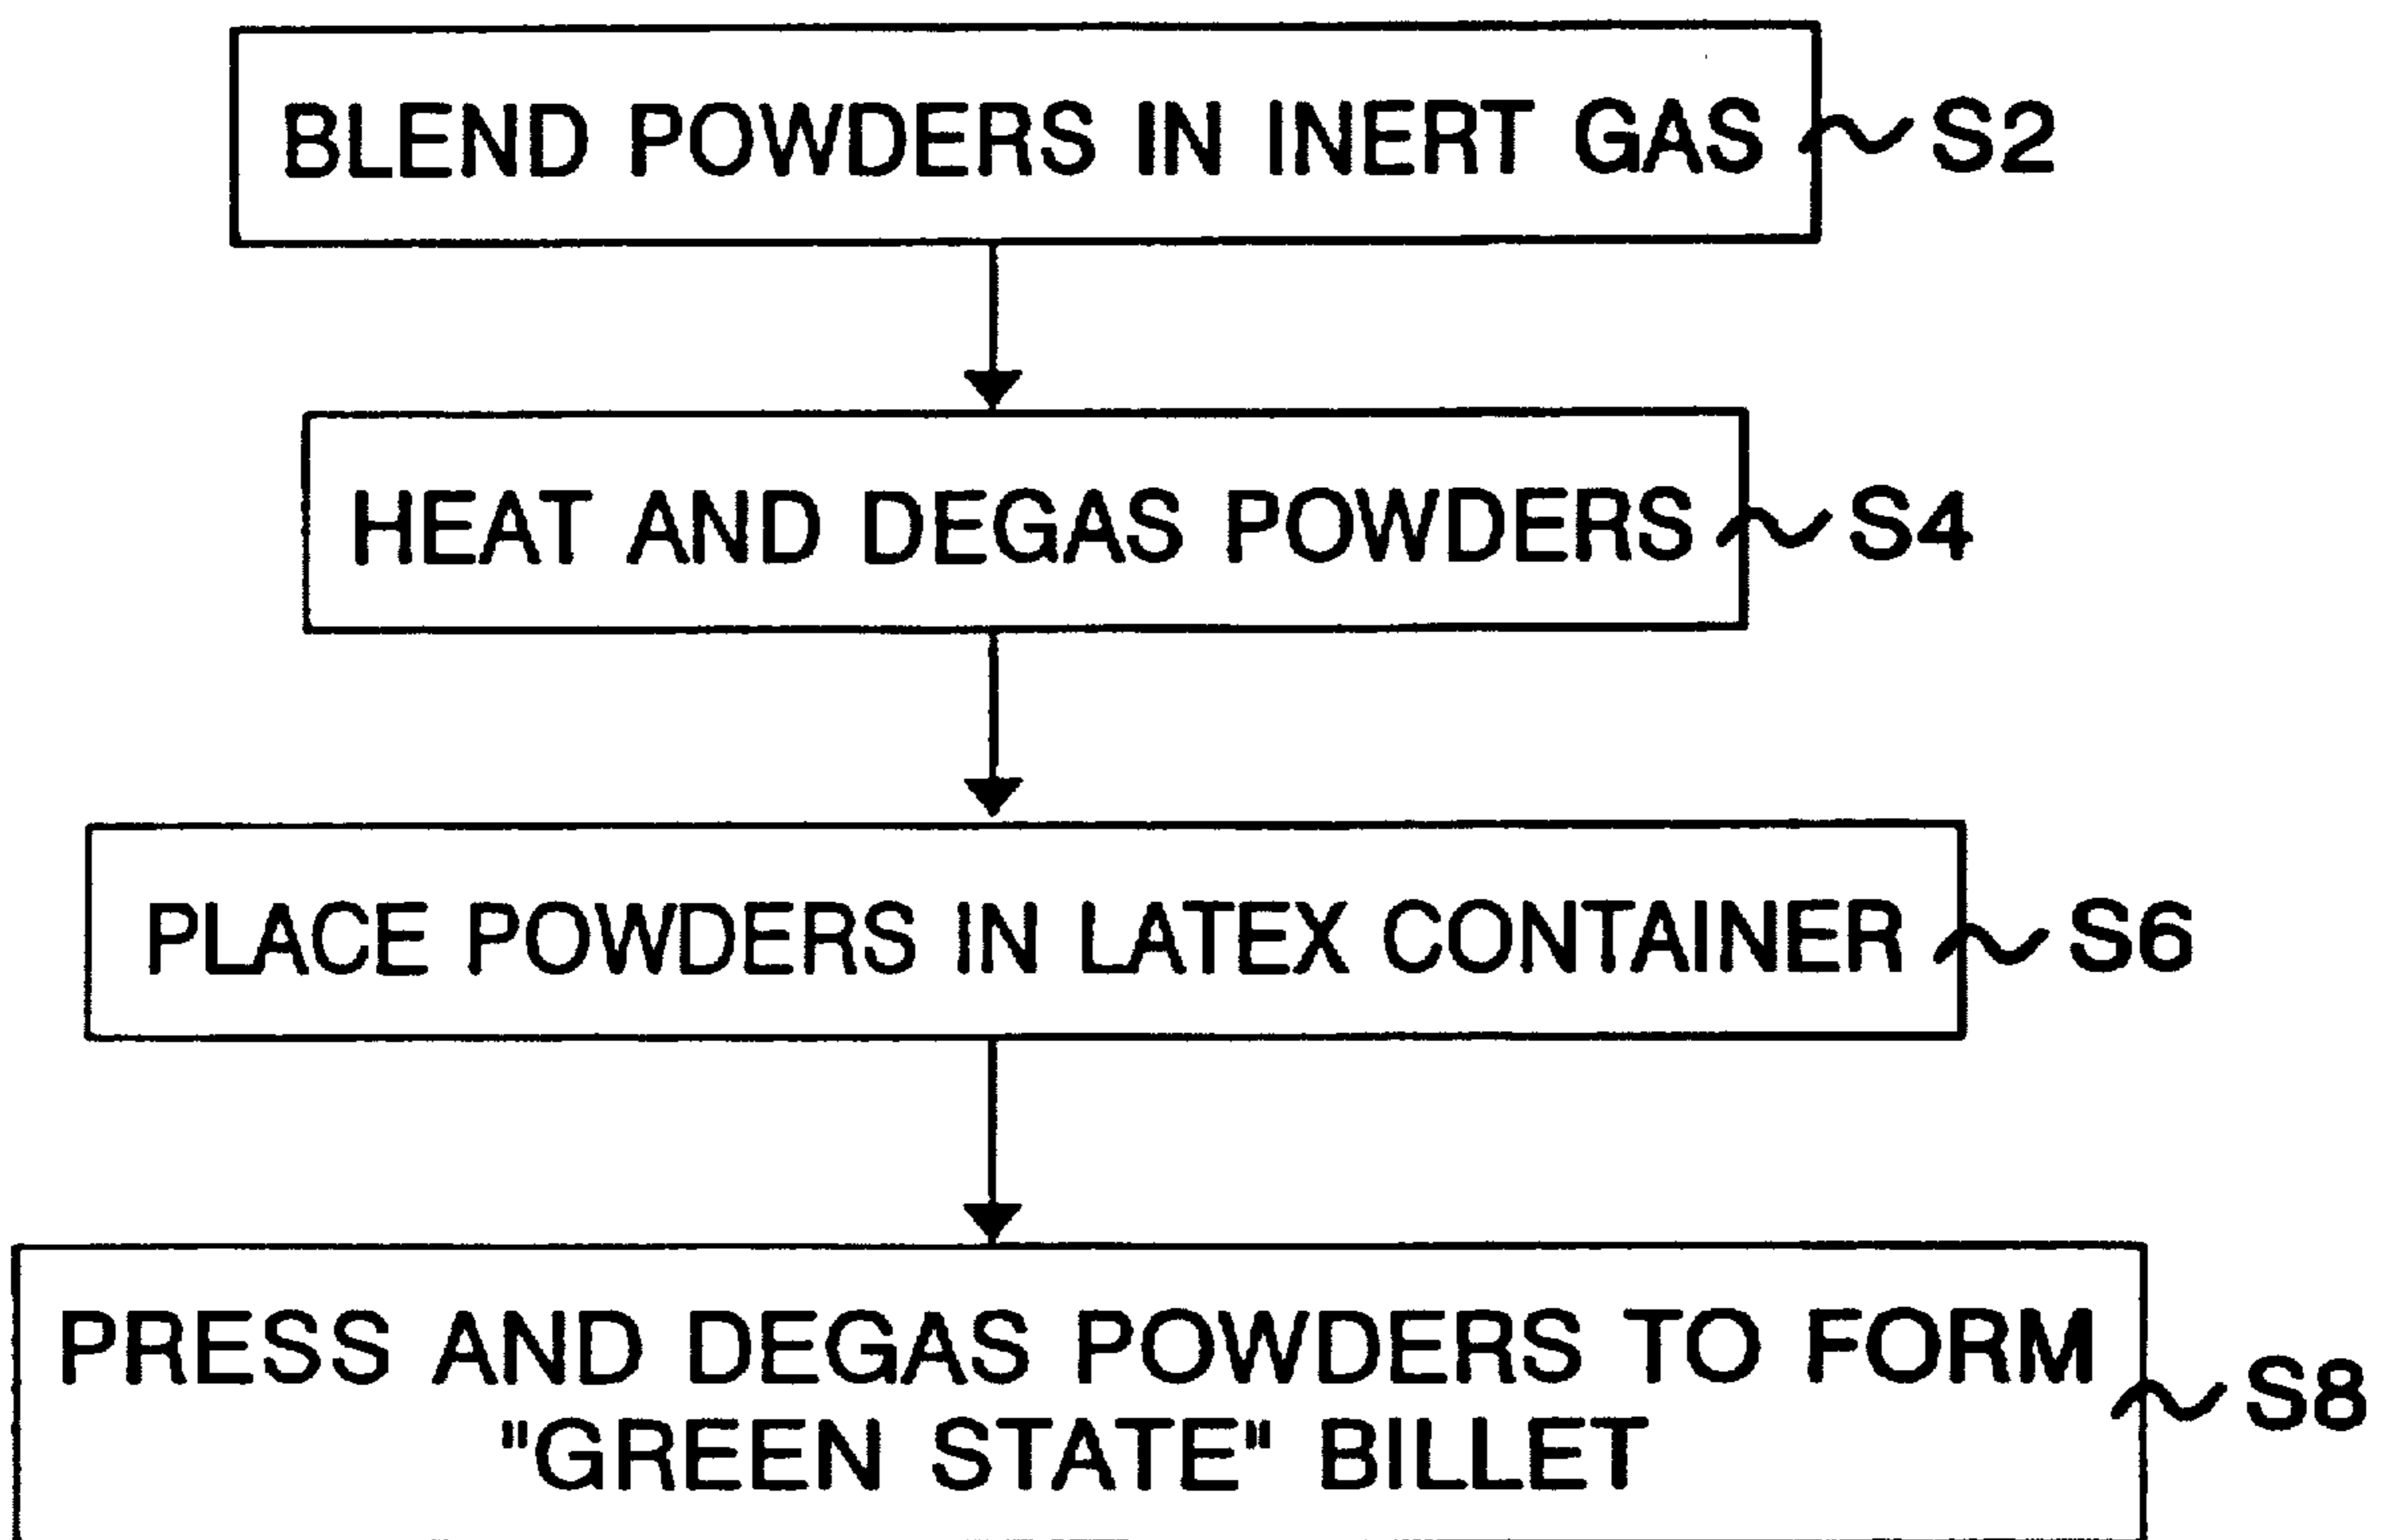 BLEND POWDERS IN INERT GAS S2
HEAT AND DEGAS POWDERS S4
PLACE POWDERS IN LATEX CONTAINER S6
PRESS AND DEGAS POWDERS TO FORM
"GREEN STATE" BILLET S8